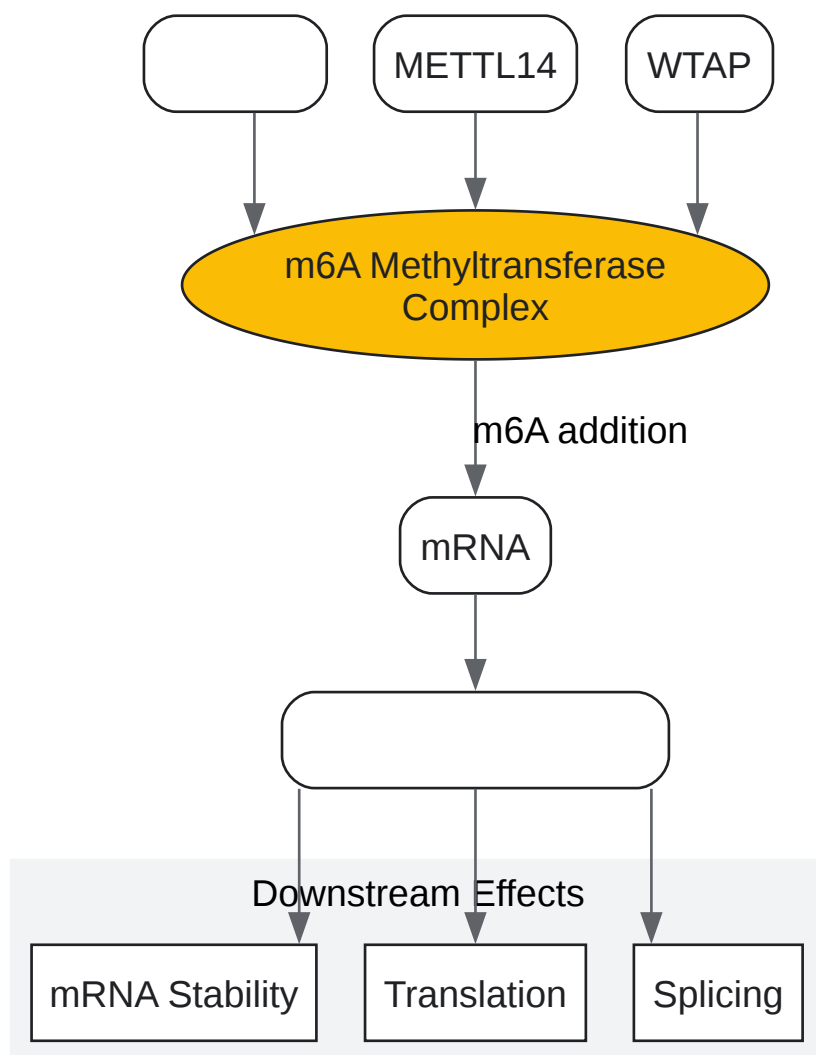 METTL14
WTAP
m6A Methyltransferase
Complex
m6A addition
mRNA
Downstream Effects
mRNA Stability
Translation
Splicing